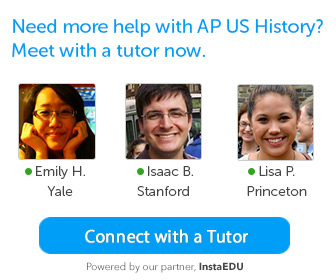 Need more help with AP US History?
Meet with a tutor now.
Emily H. Isaac B. Lisa P.
Yale Stanford Princeton
Connect with a Tutor
Powered by our partner, InstaEDU